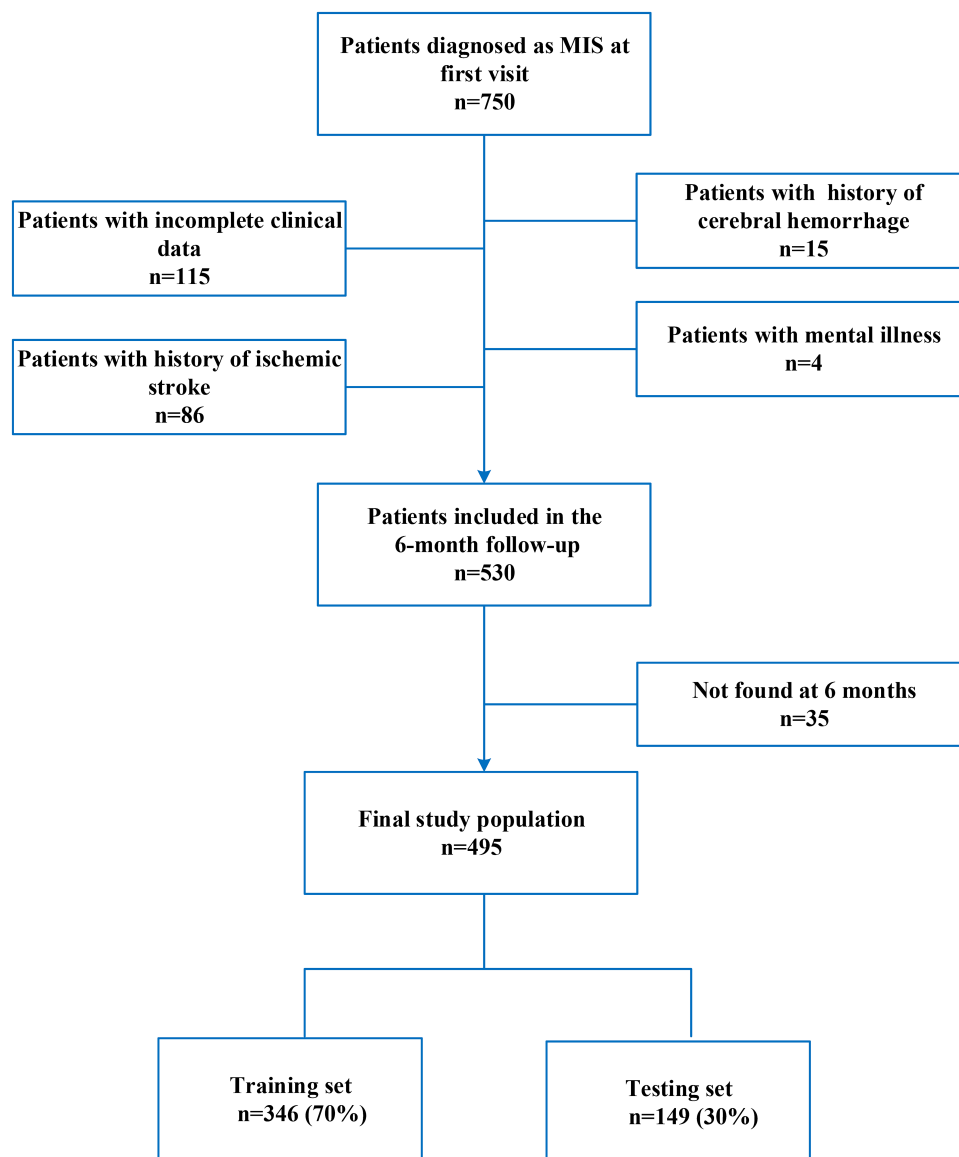 Patients diagnosed as MIS at
first visit
n=750
Patients with incomplete clinical
data
n=115
Patients with  history of
cerebral hemorrhage
n=15
Patients with history of ischemic
stroke
n=86
Patients with mental illness
n=4
Patients included in the
6-month follow-up
n=530
Not found at 6 months
n=35
Final study population
n=495
Training set
n=346 (70%)
Testing set
n=149 (30%)